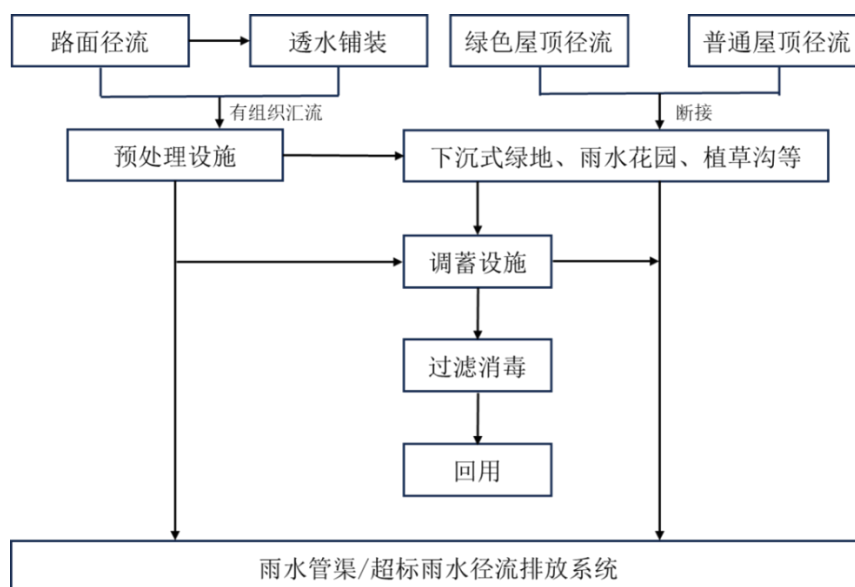 路面径流
透水铺装
绿色屋顶径流
普通屋顶径流
有组织汇流
断接
预处理设施
下沉式绿地、雨水花园、植草沟等
调蓄设施
过滤消毒
回用
雨水管渠/超标雨水径流排放系统